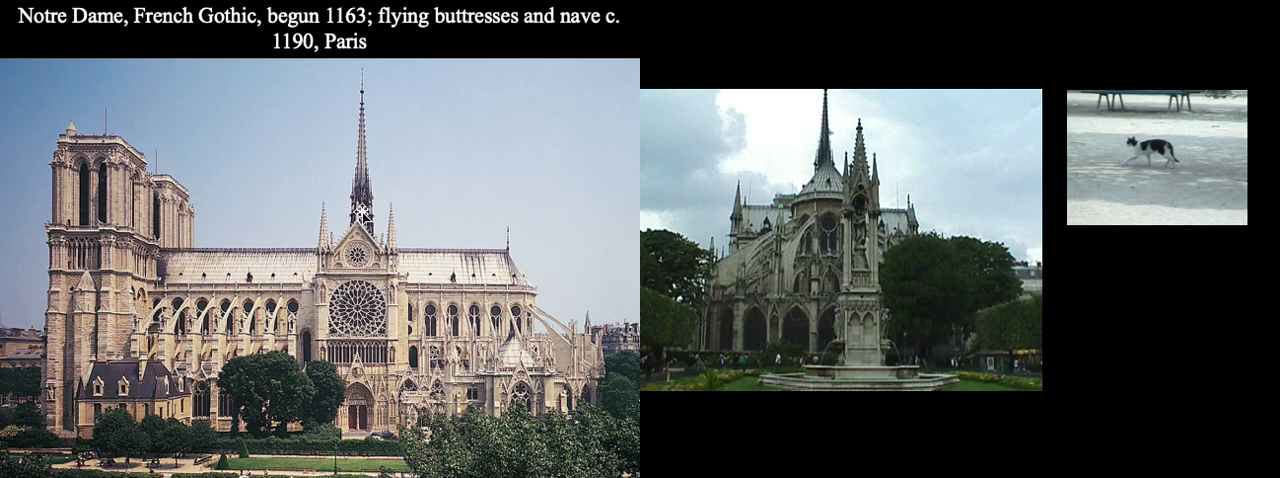 Notre Dame, French Gothic, begun 1163; flying buttresses and nave c.
1190, Paris